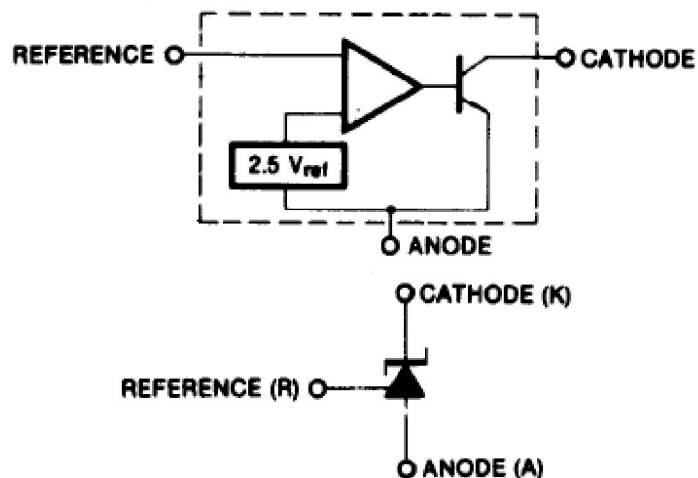 REFERENCE
CATHODE
2.5 Vref
ANODE
CATHODE (K)
REFERENCE (R)
ANODE (A)